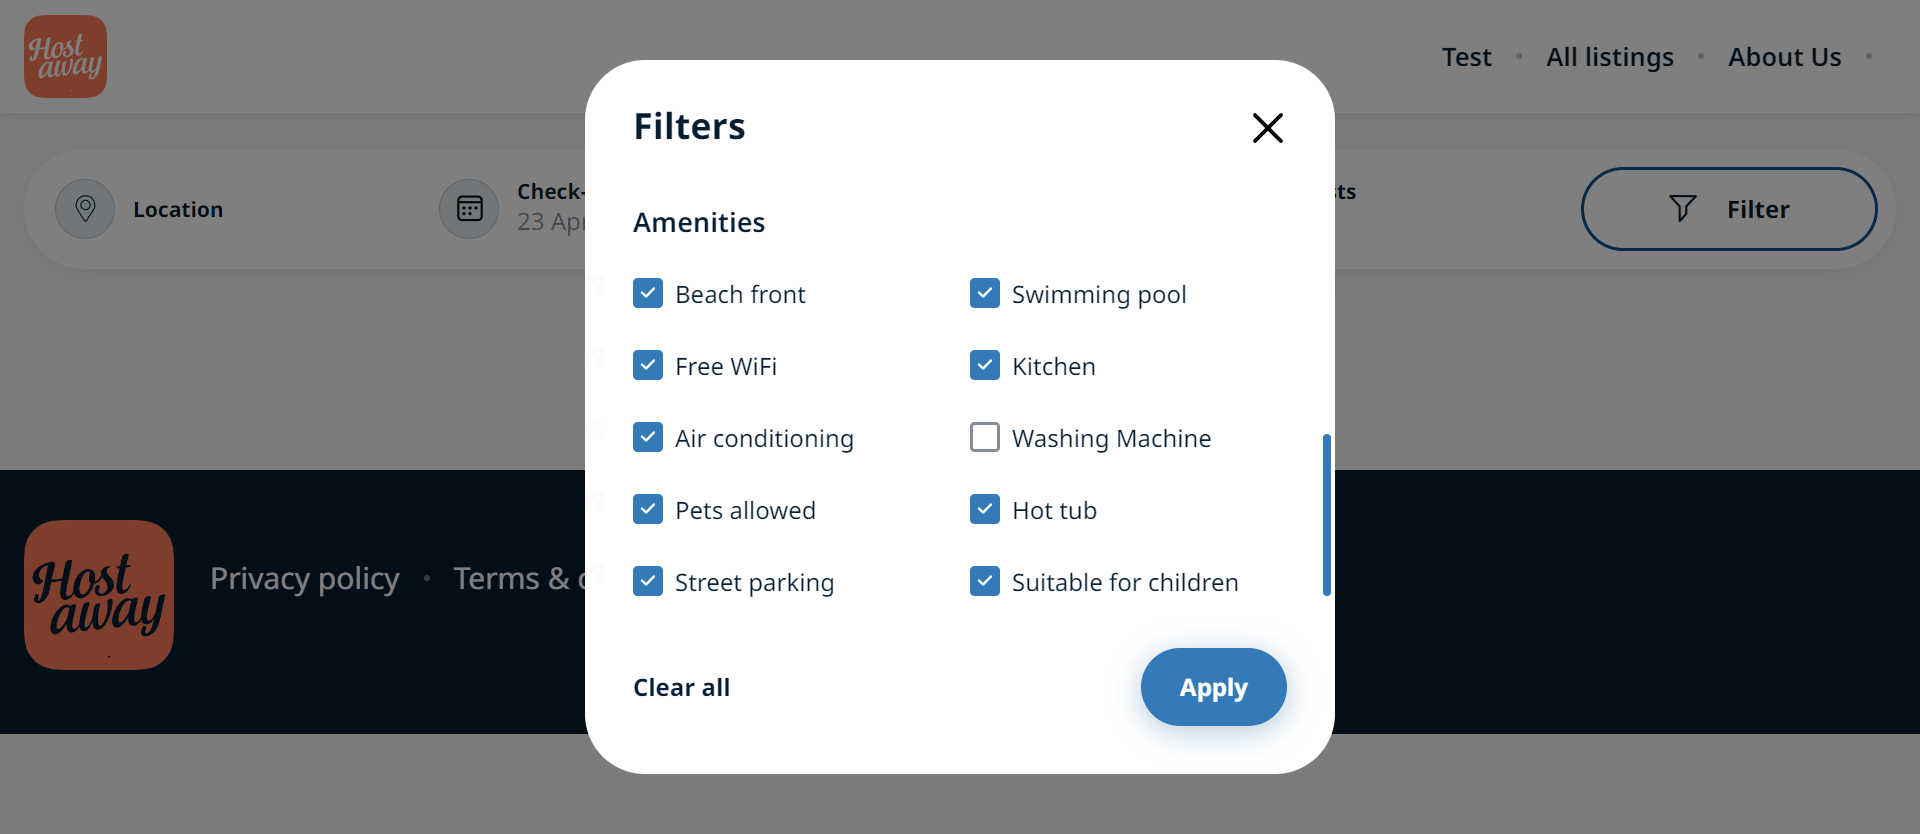 Host
away
Test • All listings • About Us •
Filters
Location
Check-
23 Apr
sts
Filter
Amenities
Beach front
Swimming pool
Free WiFi
Kitchen
Air conditioning
Washing Machine
Pets allowed
Hot tub
Street parking
Suitable for children
Host
away
Privacy policy • Terms & c
Clear all
Apply